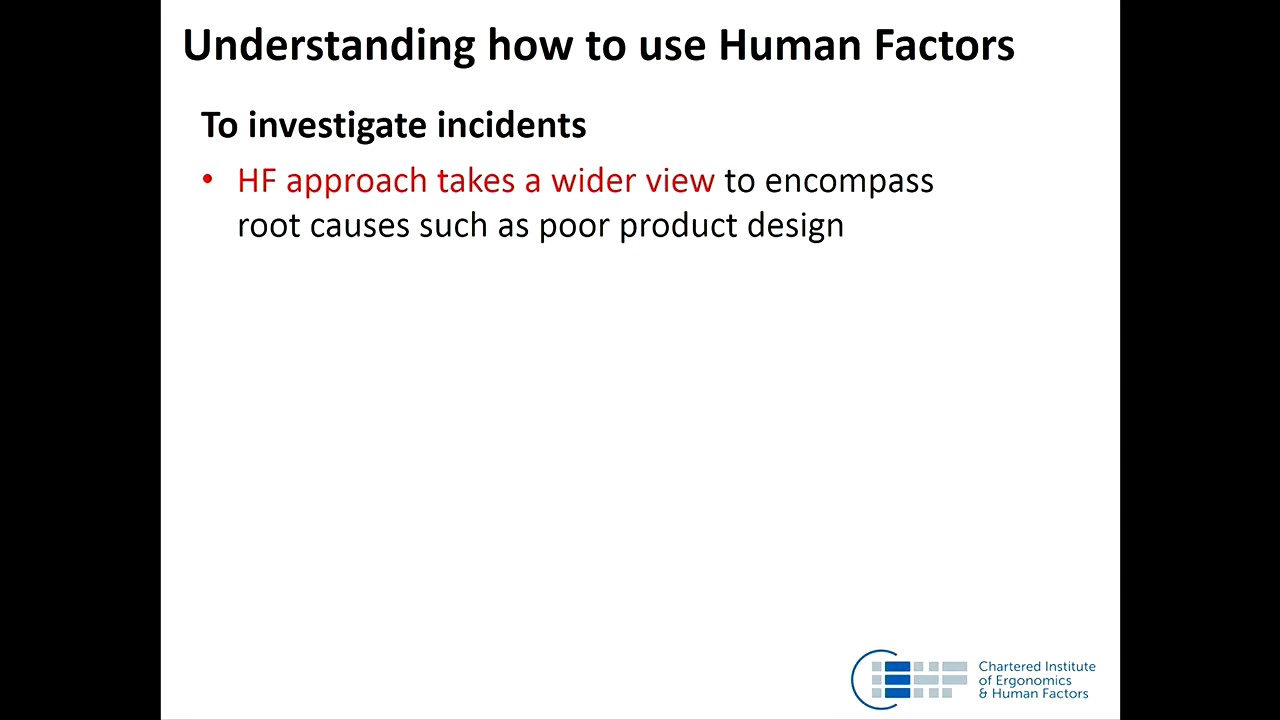 Understanding how to use Human Factors
To investigate incidents
• HF approach takes a wider view to encompass
root causes such as poor product design
Chartered Institute
of Ergonomics
& Human Factors